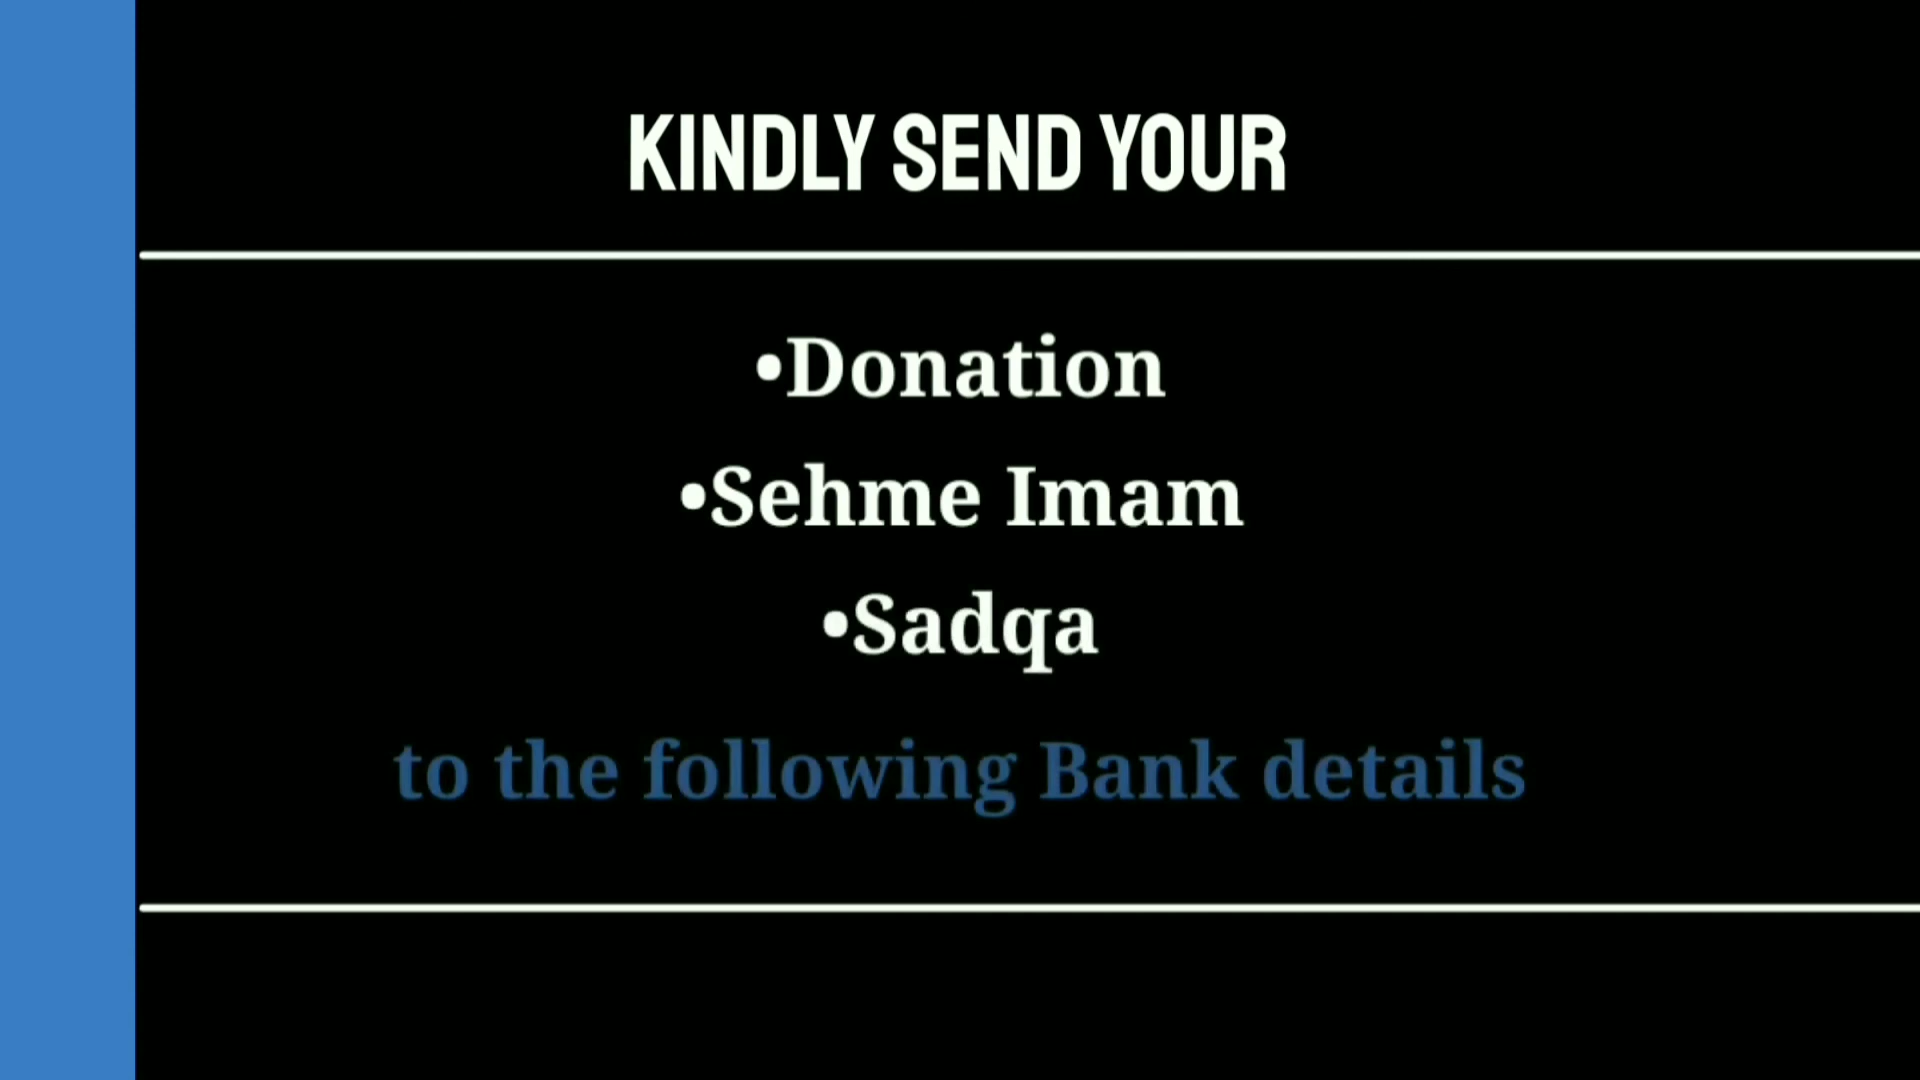 KINDLY SEND YOUR
•Donation
•Sehme Imam
•Sadqa
to the following Bank details